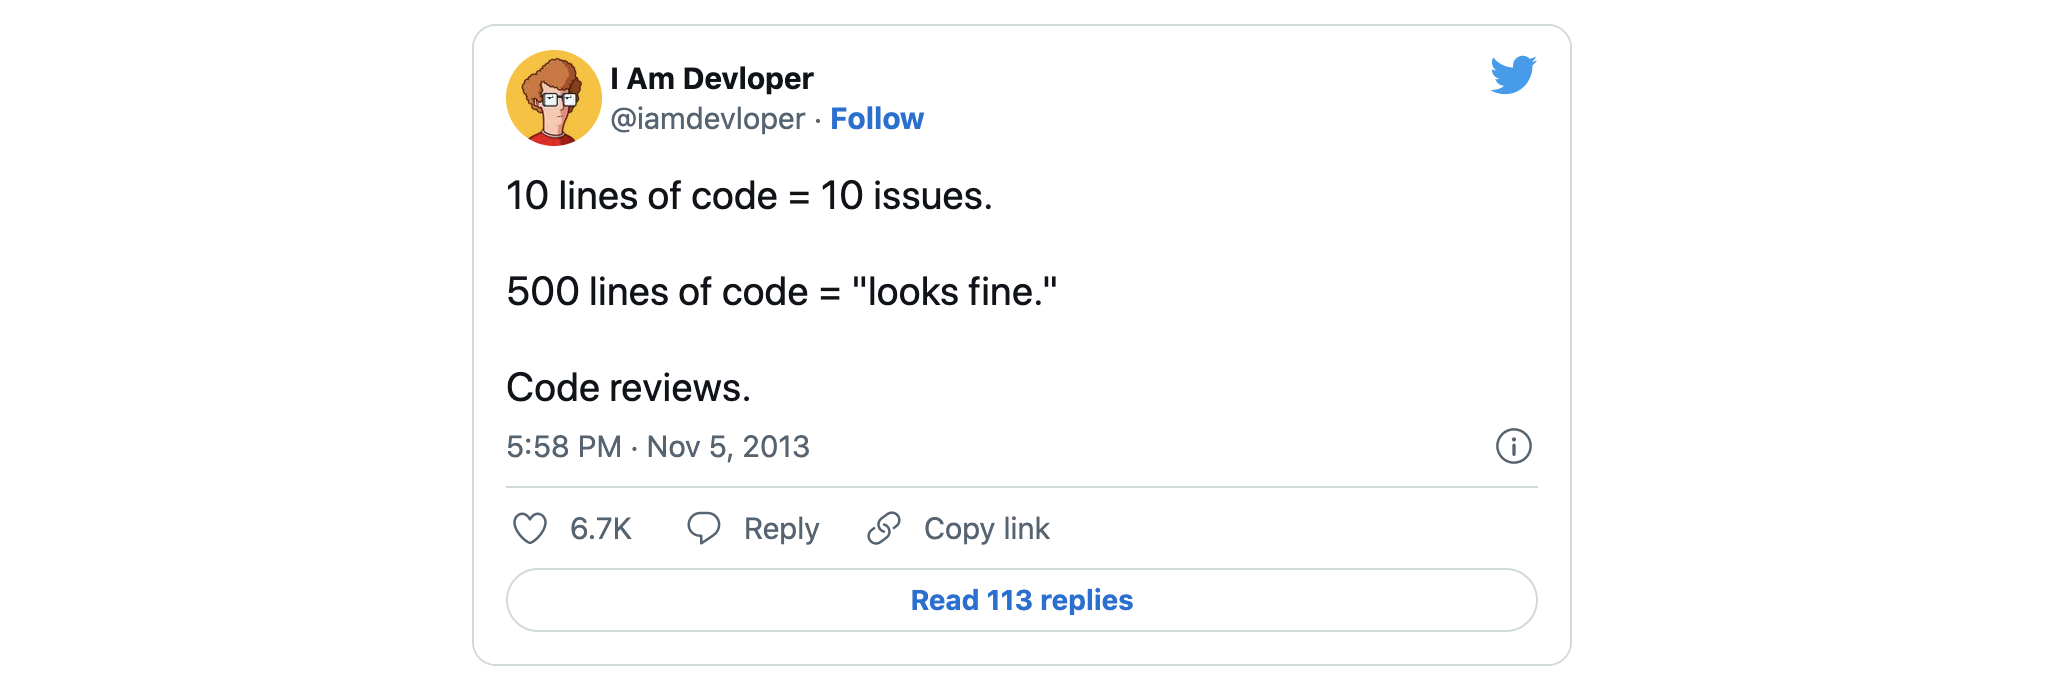 I Am Devloper
@iamdevloper · Follow
10 lines of code = 10 issues.
500 lines of code = "looks fine."
Code reviews.
5:58 PM · Nov 5, 2013
6.7K Reply Copy link
Read 113 replies